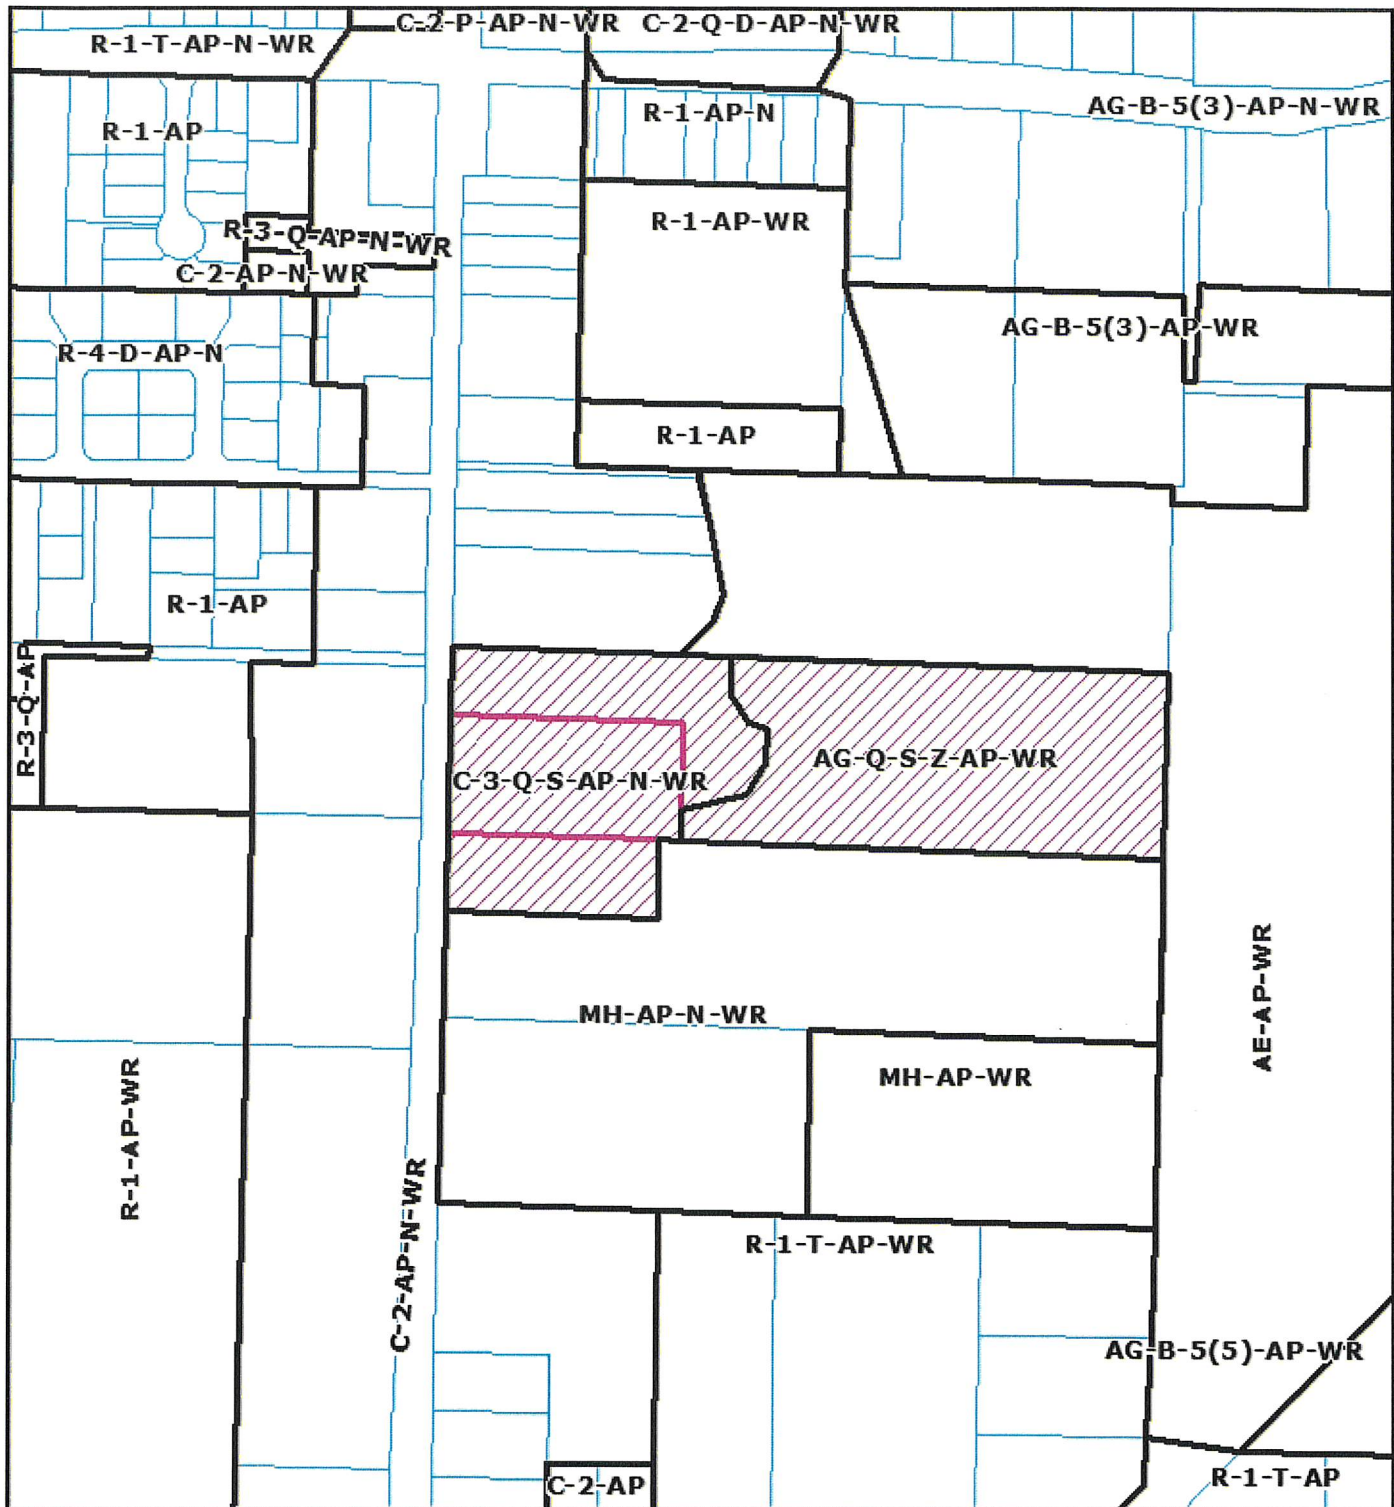 C-2-P-AP-N-WR
C-2-Q-D-AP-N-WR
R-1-T-AP-N-WR
AG-B-5(3)-AP-N-WR
R-1-AP-N
R-1-AP
R-1-AP-WR
R-3-Q-AP-N-WR
C-2-AP-N-WR
AG-B-5(3)-AP-WR
R-4-D-AP-N
R-1-AP
R-1-AP
R-3-Q-AP
AG-Q-S-Z-AP-WR
C-3-Q-S-AP-N-WR
MH-AP-N-WR
AE-AP-WR
MH-AP-WR
R-1-AP-WR
C-2-AP-N-WR
R-1-T-AP-WR
AG-B-5(5)-AP-WR
R-1-T-AP
C-2-AP